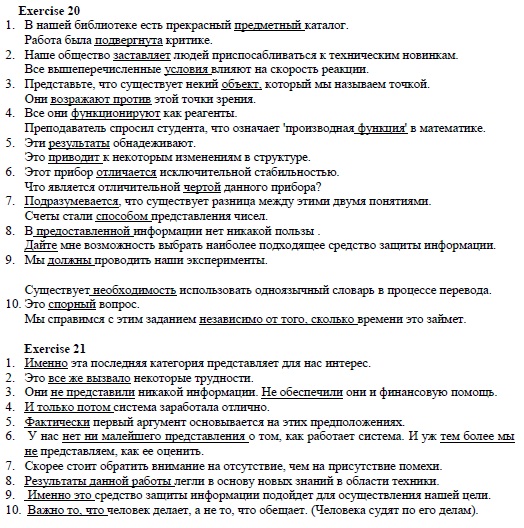 Exercise 20
1. В нашей библиотеке есть прекрасный предметный каталог.
Работа была подвергнута критике.
2. Наше общество заставляет людей приспосабливаться к техническим новинкам.
Все вышеперечисленные условия влияют на скорость реакции.
3. Представьте, что существует некий объект, который мы называем точкой.
Они возражают против этой точки зрения.
4. Все они функционируют как реагенты.
Преподаватель спросил студента, что означает 'производная функция' в математике.
5. Эти результаты обнадеживают.
Это приводит к некоторым изменениям в структуре.
6. Этот прибор отличается исключительной стабильностью.
Что является отличительной чертой данного прибора?
7. Подразумевается, что существует разница между этими двумя понятиями.
Счеты стали способом представления чисел.
8. В предоставленной информации нет никакой пользы .
Дайте мне возможность выбрать наиболее подходящее средство защиты информации.
9. Мы должны проводить наши эксперименты.
Существует необходимость использовать одноязычный словарь в процессе перевода.
10. Это спорный вопрос.
Мы справимся с этим заданием независимо от того, сколько времени это займет.
Exercise 21
1. Именно эта последняя категория представляет для нас интерес.
2. Это все же вызвало некоторые трудности.
3. Они не представили никакой информации. Не обеспечили они и финансовую помощь.
4. И только потом система заработала отлично.
5. Фактически первый аргумент основывается на этих предположениях.
6. У нас нет ни малейшего представления о том, как работает система. И уж тем более мы
не представляем, как ее оценить.
7. Скорее стоит обратить внимание на отсутствие, чем на присутствие помехи.
8. Результаты данной работы легли в основу новых знаний в области техники.
9. Именно это средство защиты информации подойдет для осуществления нашей цели.
10. Важно то, что человек делает, а не то, что обещает. (Человека судят по его делам).